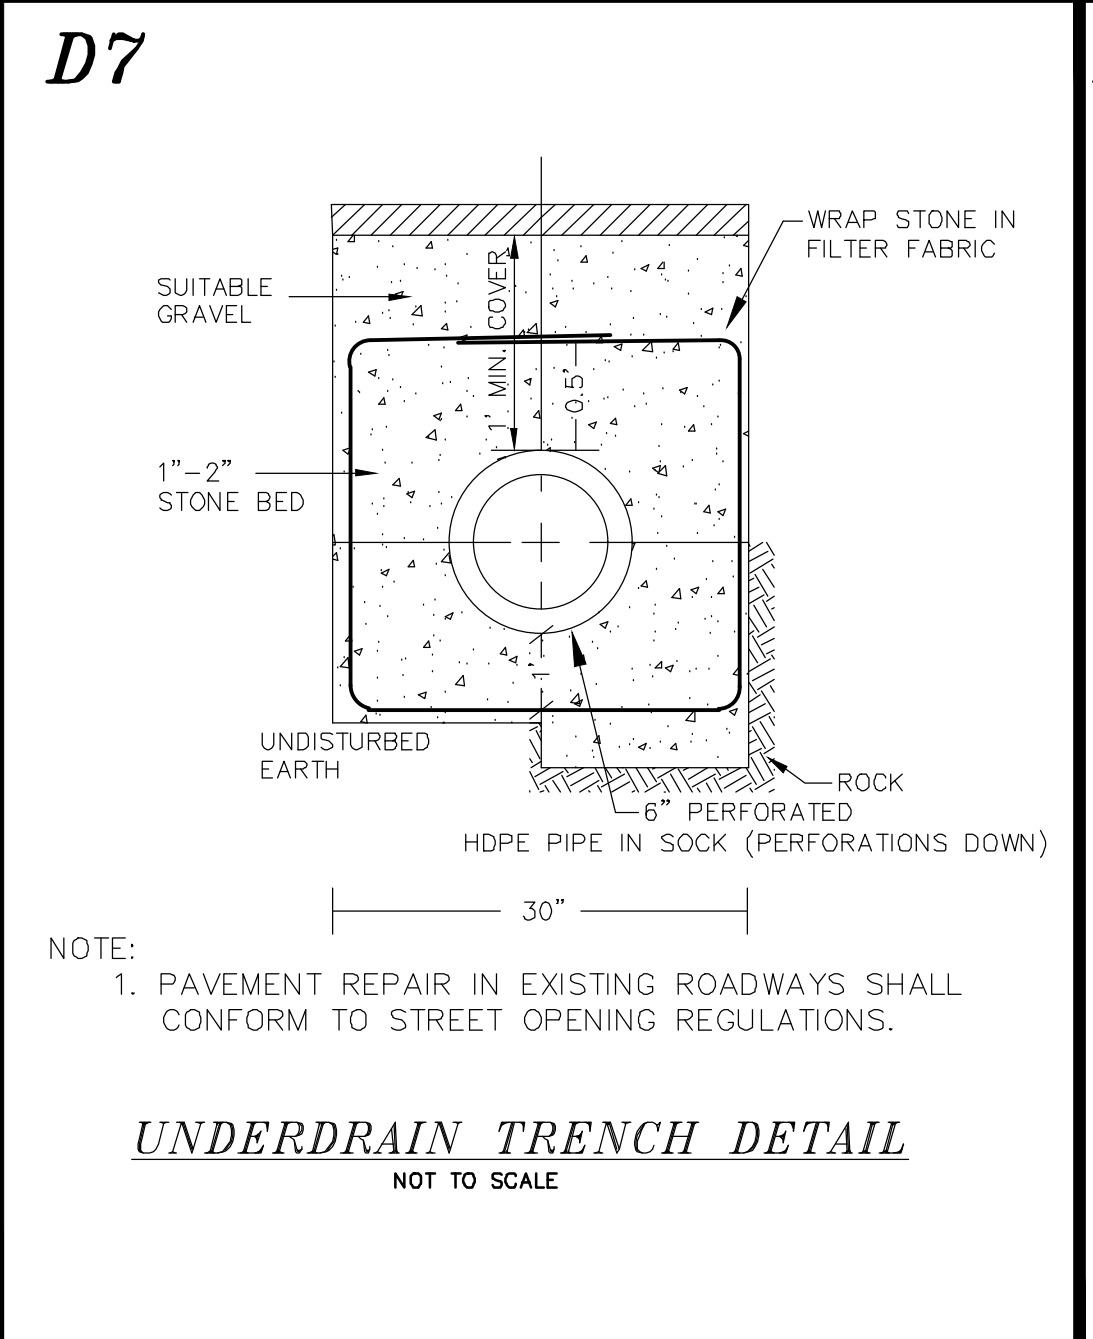 D7
WRAP STONE IN
FILTER FABRIC
SUITABLE
GRAVEL
1' MIN. COVER
0.5'
1"-2"
STONE BED
1'
UNDISTURBED
EARTH
ROCK
6" PERFORATED
HDPE PIPE IN SOCK (PERFORATIONS DOWN)
30"
NOTE:
1. PAVEMENT REPAIR IN EXISTING ROADWAYS SHALL
CONFORM TO STREET OPENING REGULATIONS.
UNDERDRAIN TRENCH DETAIL
NOT TO SCALE